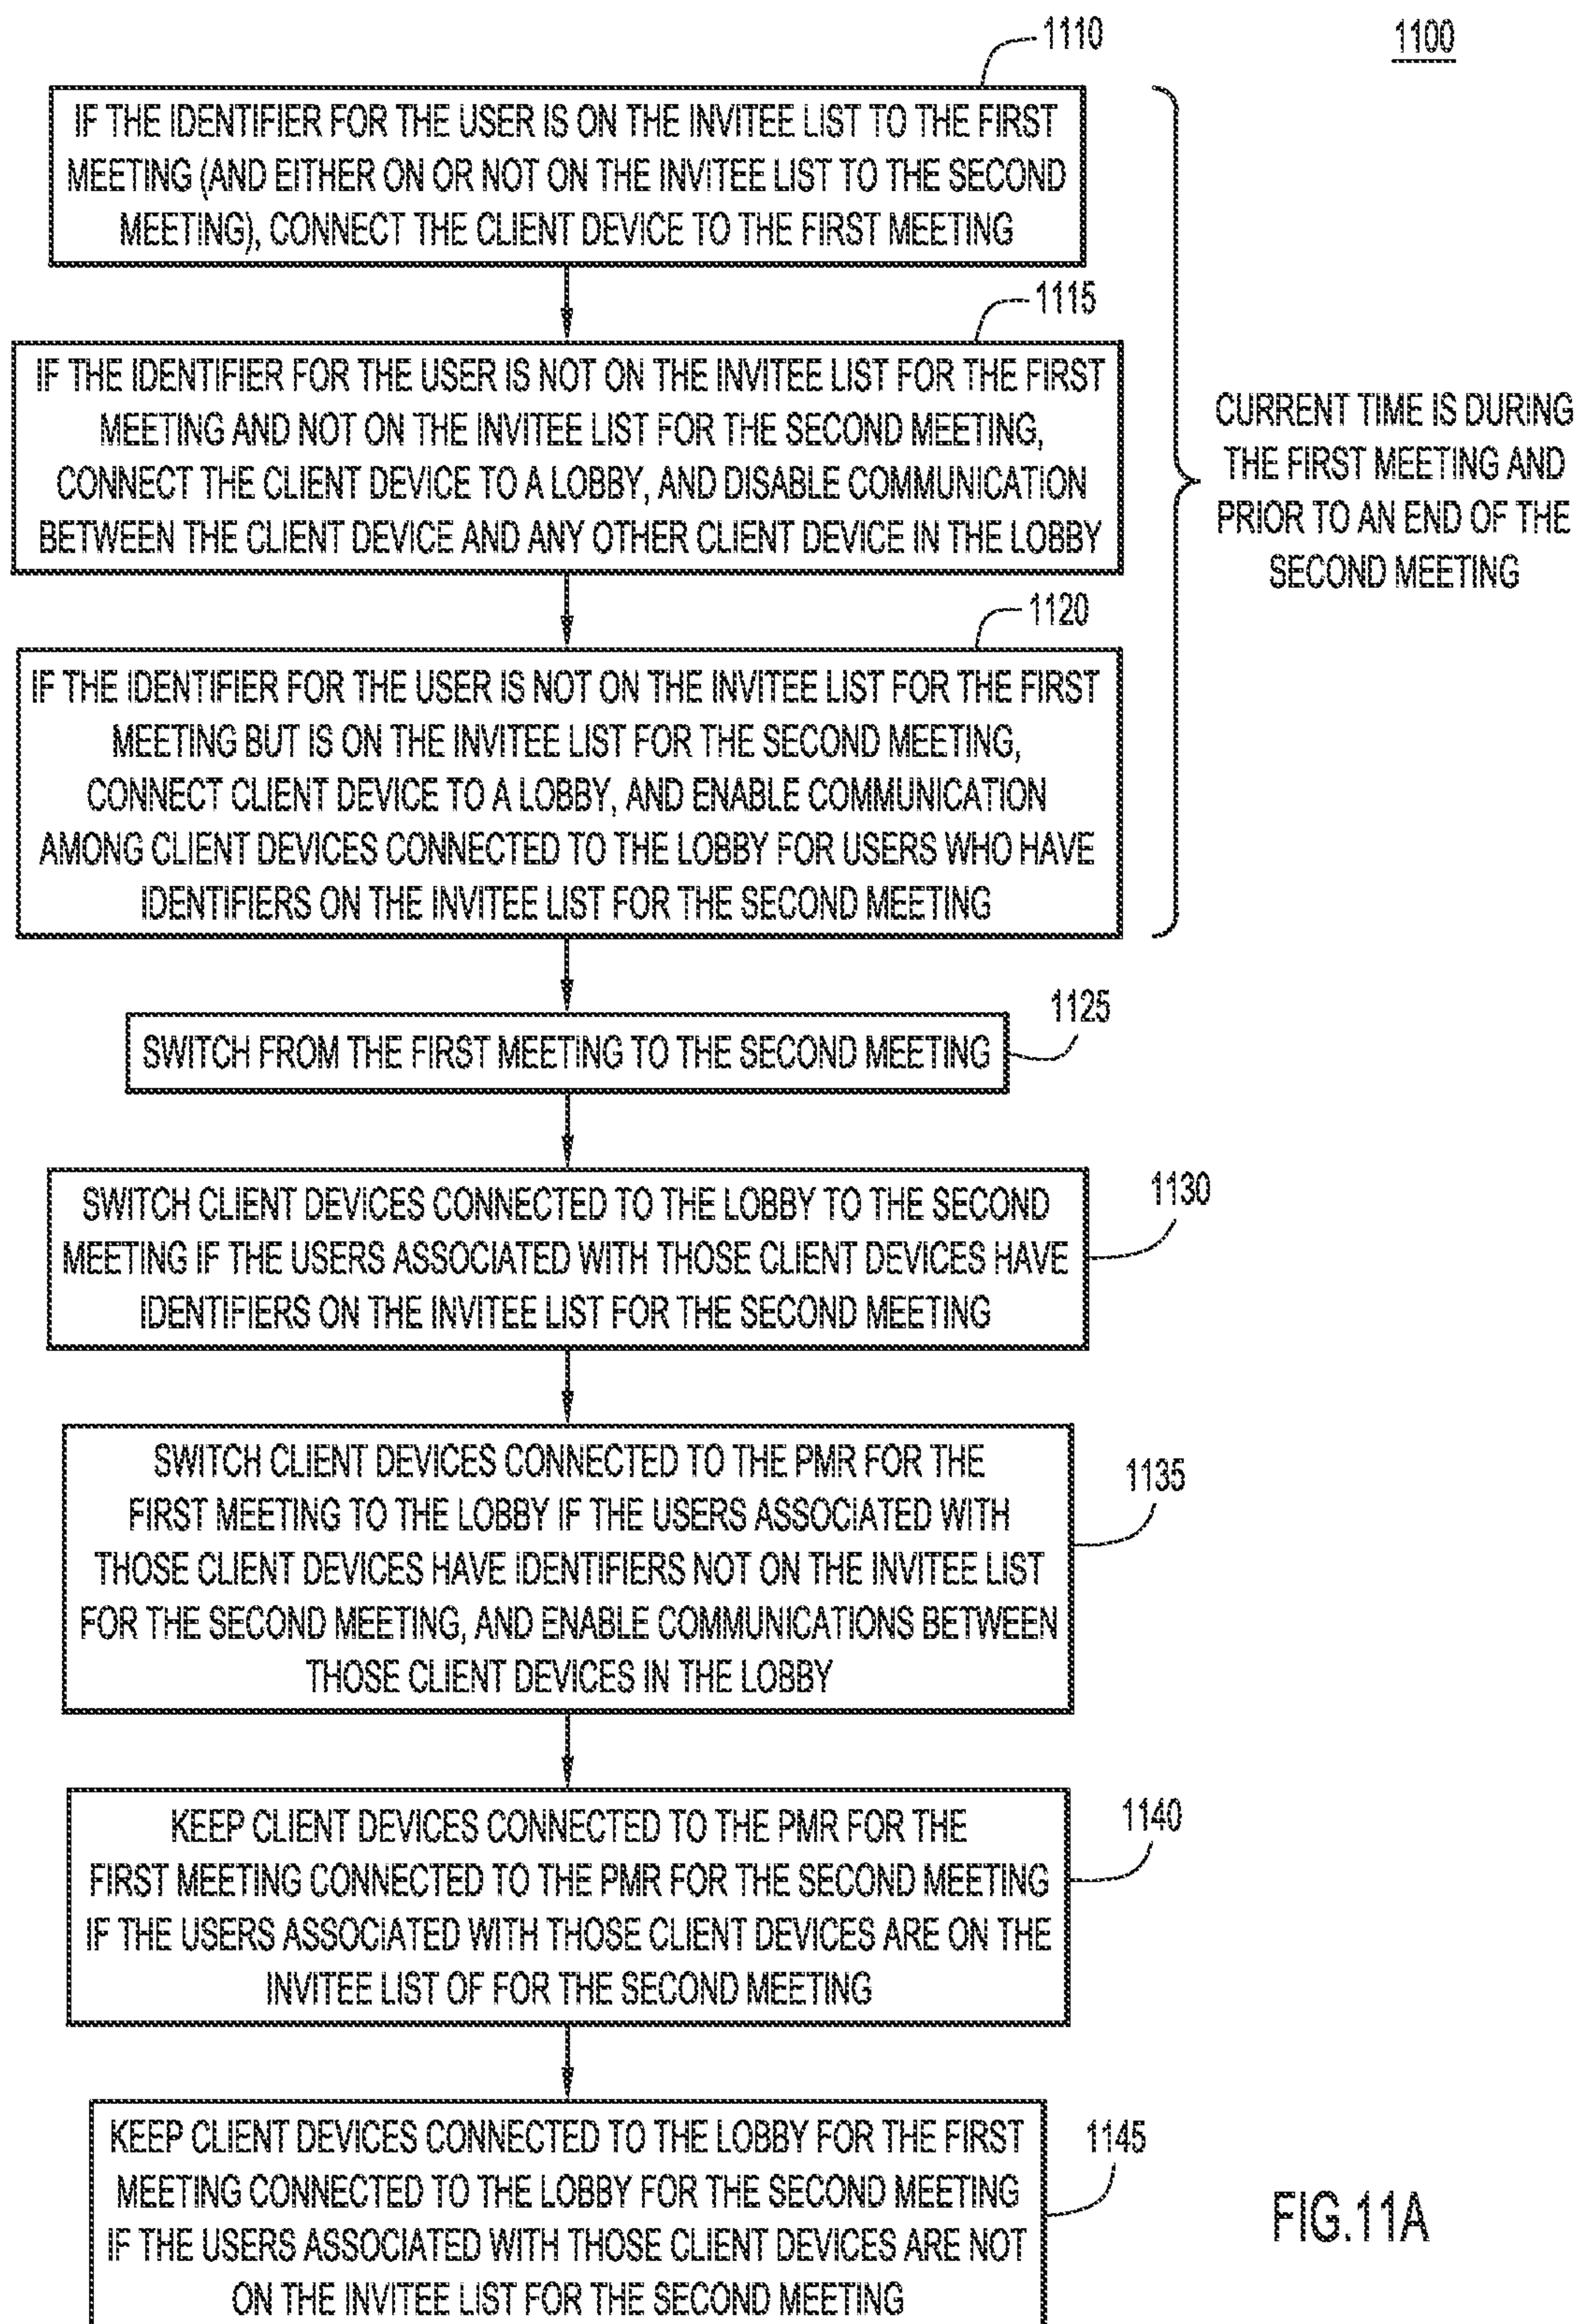 1100
1110
IF THE IDENTIFIER FOR THE USER IS ON THE INVITEE LIST TO THE FIRST
MEETING (AND EITHER ON OR NOT ON THE INVITEE LIST TO THE SECOND
MEETING), CONNECT THE CLIENT DEVICE TO THE FIRST MEETING
1115
IF THE IDENTIFIER FOR THE USER IS NOT ON THE INVITEE LIST FOR THE FIRST
MEETING AND NOT ON THE INVITEE LIST FOR THE SECOND MEETING,
CONNECT THE CLIENT DEVICE TO A LOBBY, AND DISABLE COMMUNICATION
BETWEEN THE CLIENT DEVICE AND ANY OTHER CLIENT DEVICE IN THE LOBBY
CURRENT TIME IS DURING
THE FIRST MEETING AND
PRIOR TO AN END OF THE
SECOND MEETING
1120
IF THE IDENTIFIER FOR THE USER IS NOT ON THE INVITEE LIST FOR THE FIRST
MEETING BUT IS ON THE INVITEE LIST FOR THE SECOND MEETING,
CONNECT CLIENT DEVICE TO A LOBBY, AND ENABLE COMMUNICATION
AMONG CLIENT DEVICES CONNECTED TO THE LOBBY FOR USERS WHO HAVE
IDENTIFIERS ON THE INVITEE LIST FOR THE SECOND MEETING
1125
SWITCH FROM THE FIRST MEETING TO THE SECOND MEETING
1130
SWITCH CLIENT DEVICES CONNECTED TO THE LOBBY TO THE SECOND
MEETING IF THE USERS ASSOCIATED WITH THOSE CLIENT DEVICES HAVE
IDENTIFIERS ON THE INVITEE LIST FOR THE SECOND MEETING
1135
SWITCH CLIENT DEVICES CONNECTED TO THE PMR FOR THE
FIRST MEETING TO THE LOBBY IF THE USERS ASSOCIATED WITH
THOSE CLIENT DEVICES HAVE IDENTIFIERS NOT ON THE INVITEE LIST
FOR THE SECOND MEETING, AND ENABLE COMMUNICATIONS BETWEEN
THOSE CLIENT DEVICES IN THE LOBBY
1140
KEEP CLIENT DEVICES CONNECTED TO THE PMR FOR THE
FIRST MEETING CONNECTED TO THE PMR FOR THE SECOND MEETING
IF THE USERS ASSOCIATED WITH THOSE CLIENT DEVICES ARE ON THE
INVITEE LIST OF FOR THE SECOND MEETING
1145
KEEP CLIENT DEVICES CONNECTED TO THE LOBBY FOR THE FIRST
MEETING CONNECTED TO THE LOBBY FOR THE SECOND MEETING
IF THE USERS ASSOCIATED WITH THOSE CLIENT DEVICES ARE NOT
ON THE INVITEE LIST FOR THE SECOND MEETING
FIG.11A